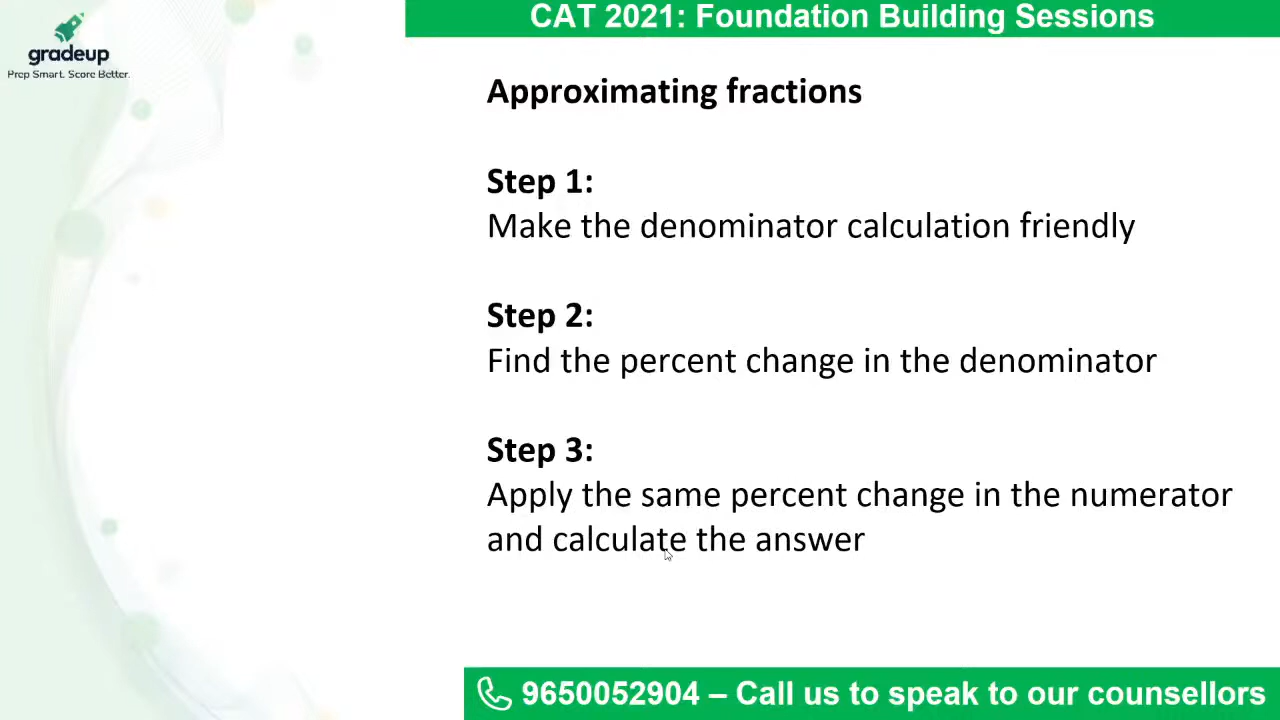 CAT 2021: Foundation Building Sessions
gradeup
Prep Smart. Score Better.
Approximating fractions
Step 1:
Make the denominator calculation friendly
Step 2:
Find the percent change in the denominator
Step 3:
Apply the same percent change in the numerator
and calculate the answer
9650052904 – Call us to speak to our counsellors